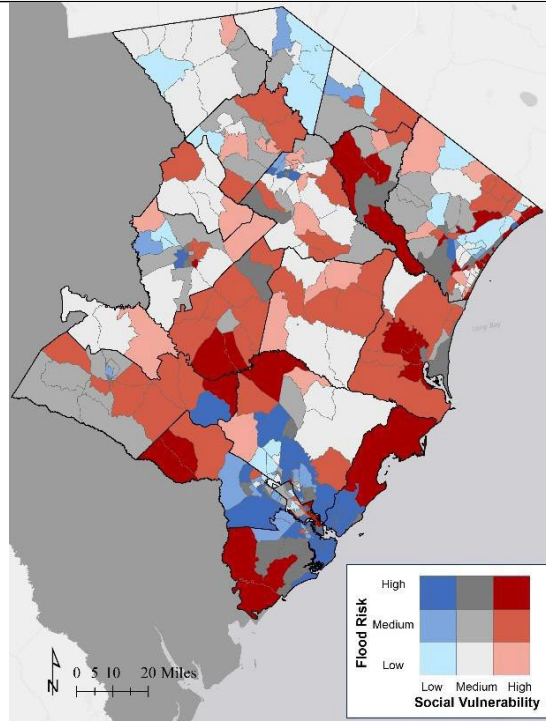 Long Bay
N
0 5 10 20 Miles
Flood Risk
High
Medium
Low
Low Medium High
Social Vulnerability